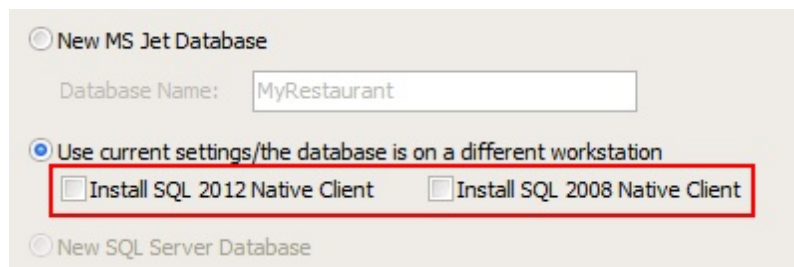 New MS Jet Database
Database Name: MyRestaurant
Use current settings/the database is on a different workstation
Install SQL 2012 Native Client Install SQL 2008 Native Client
New SQL Server Database